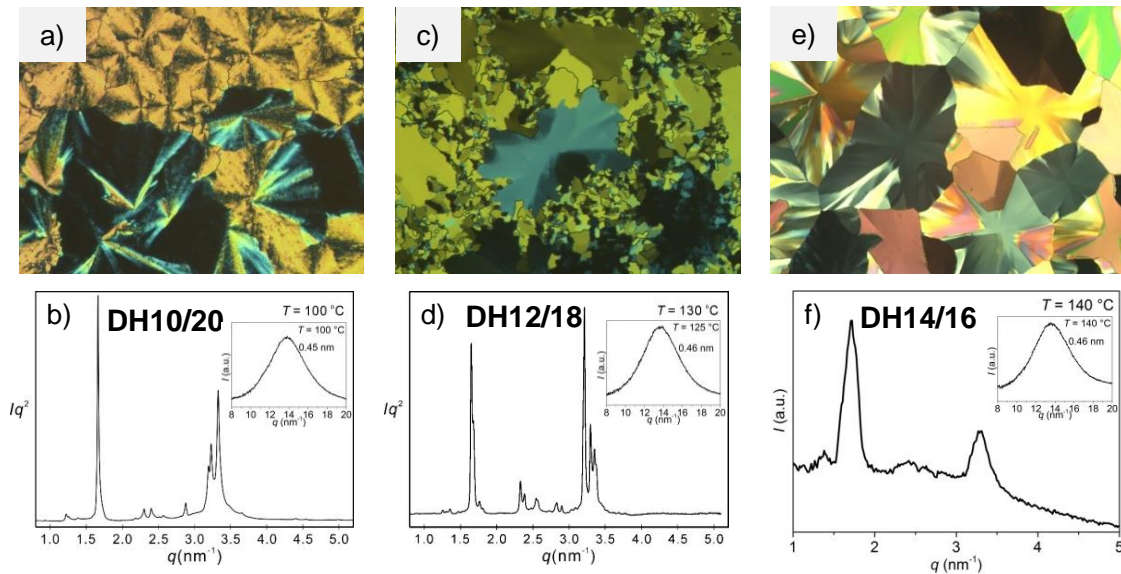 a)
c)
e)
b) DH10/20
T = 100 °C
T = 100 °C
0.45 nm
I (a.u.)
8 10 12 14 16 18 20
q (nm⁻¹)
Iq²
1.0 1.5 2.0 2.5 3.0 3.5 4.0 4.5 5.0
q(nm⁻¹)
d) DH12/18
T = 130 °C
T = 125 °C
0.46 nm
I (a.u.)
8 10 12 14 16 18 20
q (nm⁻¹)
Iq²
1.0 1.5 2.0 2.5 3.0 3.5 4.0 4.5 5.0
q(nm⁻¹)
f) DH14/16
T = 140 °C
T = 140 °C
0.46 nm
I (a.u.)
8 10 12 14 16 18 20
q (nm⁻¹)
I (a.u.)
1 2 3 4 5
q (nm⁻¹)